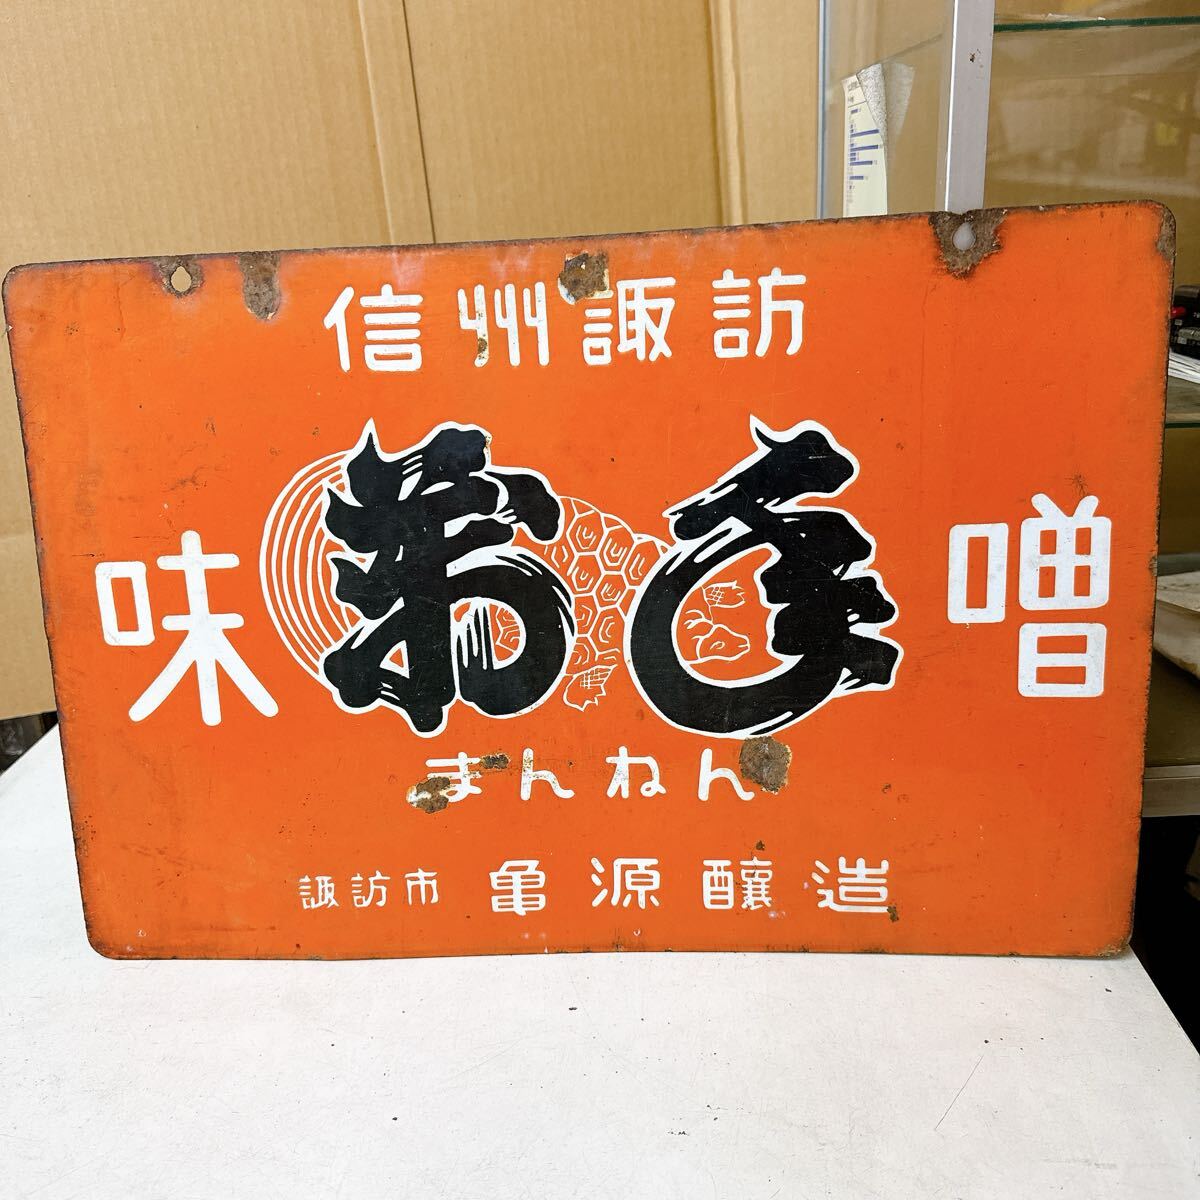 信州諏訪
味 萬年 噌
まんねん
諏訪市 亀源醸造